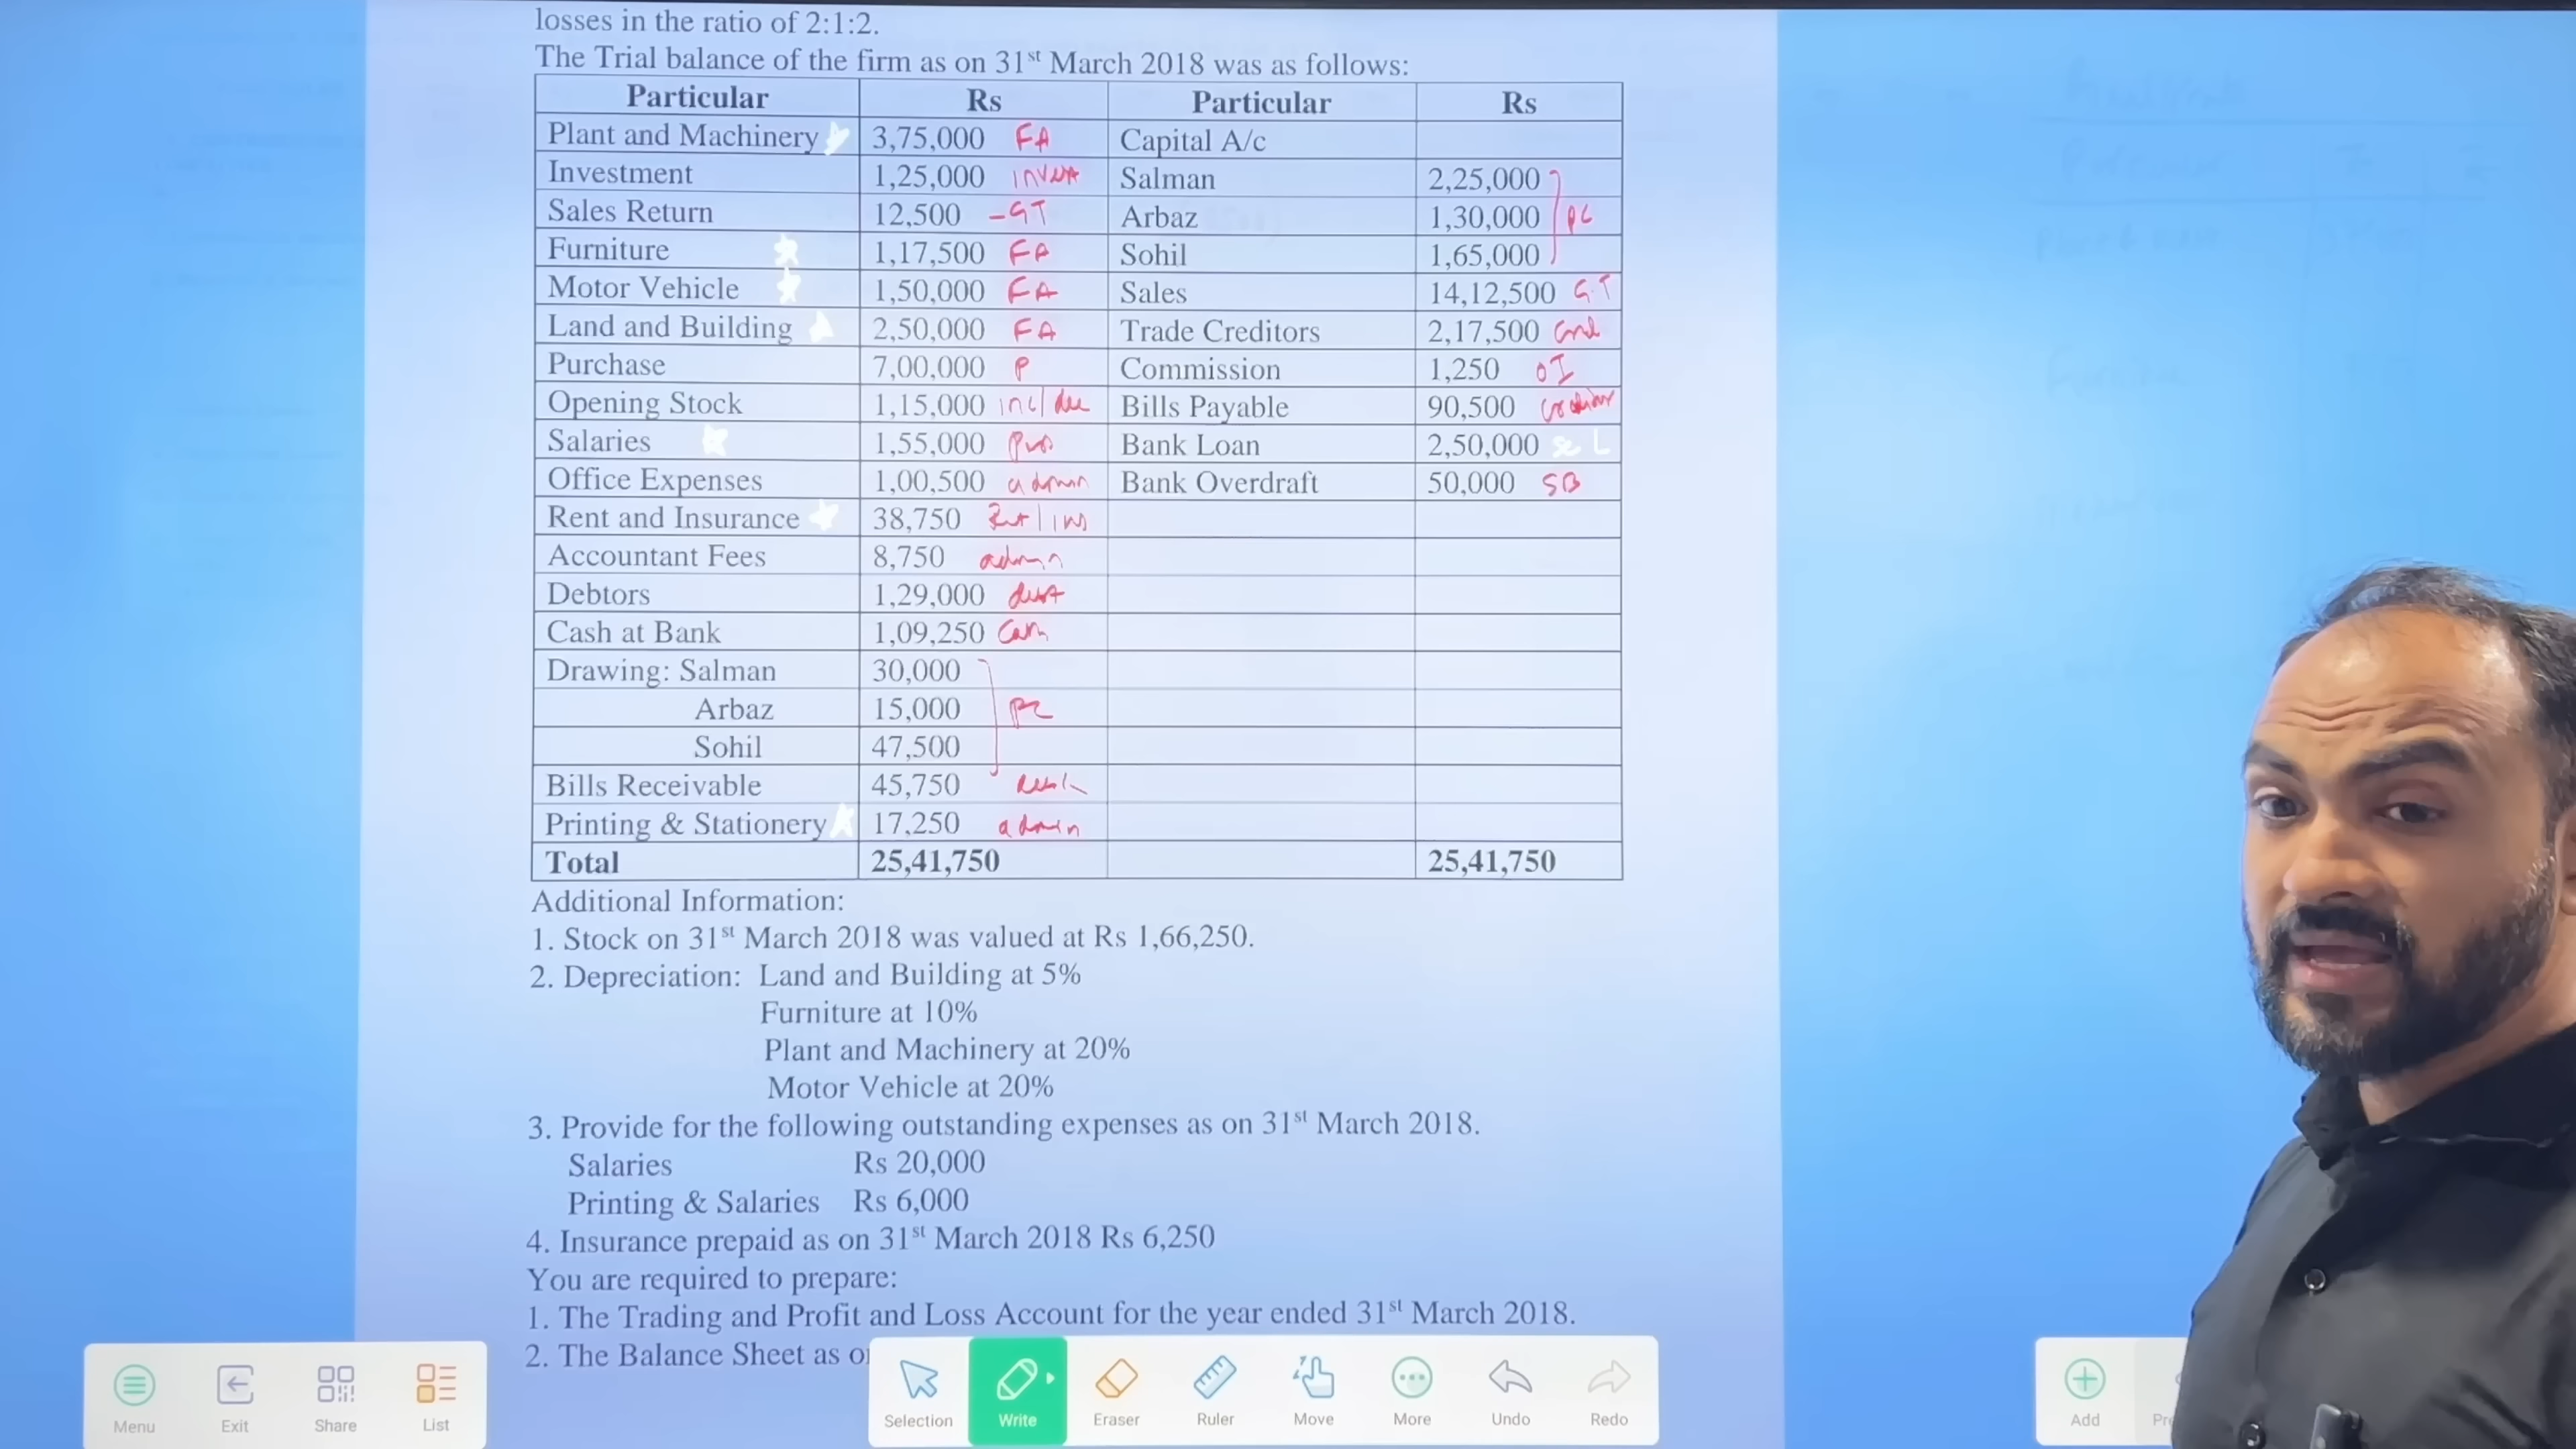 losses in the ratio of 2:1:2.
The Trial balance of the firm as on 31st March 2018 was as follows:
Particular Rs Particular Rs
Plant and Machinery 3,75,000 FA Capital A/c
Investment 1,25,000 Salman 2,25,000
Sales Return 12,500 -GT Arbaz 1,30,000 PC
Furniture 1,17,500 FA Sohil 1,65,000
Motor Vehicle 1,50,000 FA Sales 14,12,500 G.T
Land and Building 2,50,000 FA Trade Creditors 2,17,500
Purchase 7,00,000 P Commission 1,250 OI
Opening Stock 1,15,000 inc/dec Bills Payable 90,500
Salaries 1,55,000 Bank Loan 2,50,000 L
Office Expenses 1,00,500 admin Bank Overdraft 50,000 SB
Rent and Insurance 38,750
Accountant Fees 8,750 admin
Debtors 1,29,000
Cash at Bank 1,09,250 Cash
Drawing: Salman 30,000
Arbaz 15,000 PC
Sohil 47,500
Bills Receivable 45,750
Printing & Stationery 17,250 admin
Total 25,41,750 25,41,750
Additional Information:
1. Stock on 31st March 2018 was valued at Rs 1,66,250.
2. Depreciation: Land and Building at 5%
Furniture at 10%
Plant and Machinery at 20%
Motor Vehicle at 20%
3. Provide for the following outstanding expenses as on 31st March 2018.
Salaries Rs 20,000
Printing & Salaries Rs 6,000
4. Insurance prepaid as on 31st March 2018 Rs 6,250
You are required to prepare:
1. The Trading and Profit and Loss Account for the year ended 31st March 2018.
2. The Balance Sheet as
Menu Exit Share List Selection Write Eraser Ruler Move More Undo Redo Add